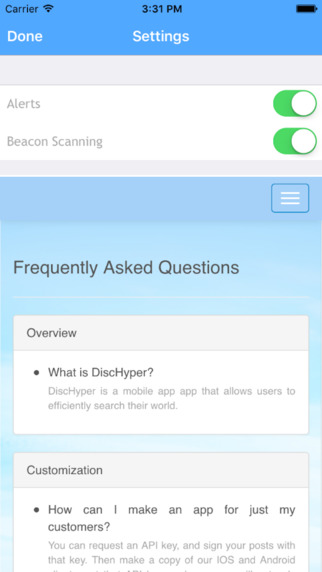 Carrier 3:31 PM
Done Settings
Alerts
Beacon Scanning
Frequently Asked Questions
Overview
What is DiscHyper?
DiscHyper is a mobile app app that allows users to
efficiently search their world.
Customization
How can I make an app for just my
customers?
You can request an API key, and sign your posts with
that key. Then make a copy of our IOS and Android